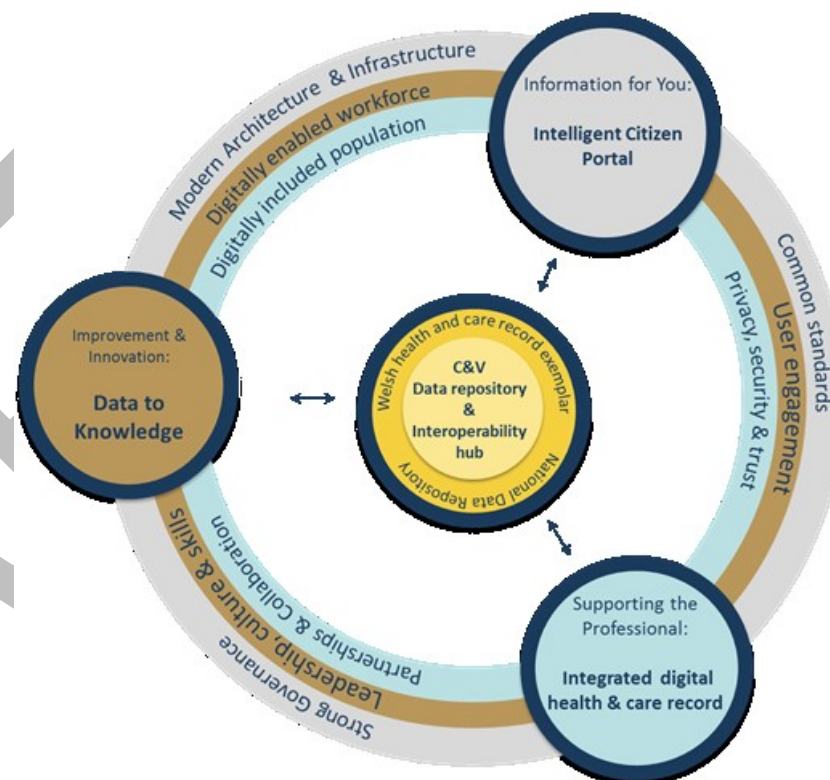 Modern Architecture & Infrastructure
Digitally enabled workforce
Digitally included population
Information for You:
Intelligent Citizen
Portal
Common standards
User engagement
Privacy, security & trust
Improvement &
Innovation:
Data to
Knowledge
Welsh health and care record exemplar
C&V
Data repository
&
Interoperability
hub
National Data Repository
Partnerships & Collaboration
Leadership, culture & skills
Strong Governance
Supporting the
Professional:
Integrated digital
health & care record